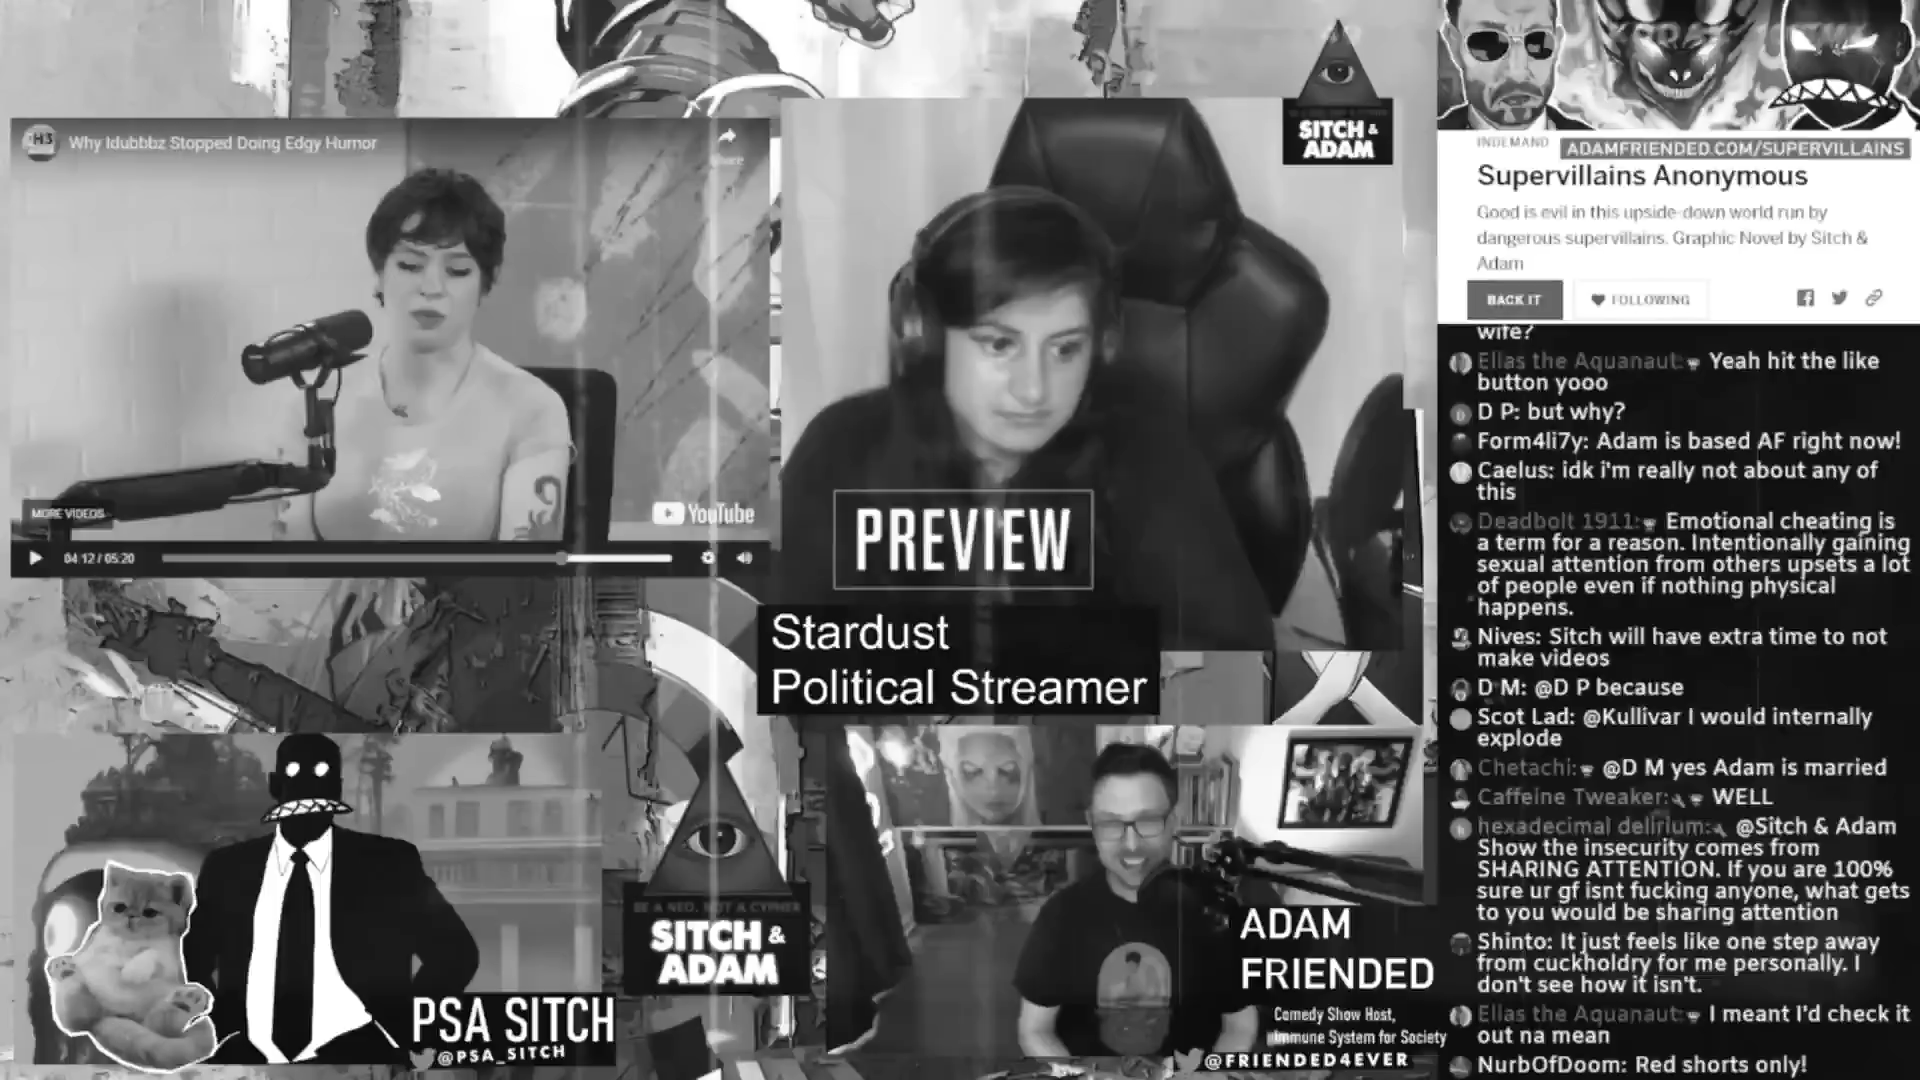 H3
Why Idubbbz Stopped Doing Edgy Humor
Share
MORE VIDEOS
YouTube
04:12 / 05:20
SITCH &
ADAM
PREVIEW
Stardust
Political Streamer
BE A NEO, NOT A CYPHER
SITCH &
ADAM
PSA SITCH
@PSA_SITCH
ADAM
FRIENDED
Comedy Show Host,
Immune System for Society
@FRIENDED4EVER
INDEMAND
ADAMFRIENDED.COM/SUPERVILLAINS
Supervillains Anonymous
Good is evil in this upside-down world run by
dangerous supervillains. Graphic Novel by Sitch &
Adam
BACK IT
FOLLOWING
wife?
Ellas the Aquanaut: Yeah hit the like
button yooo
D P: but why?
Form4li7y: Adam is based AF right now!
Caelus: idk i'm really not about any of
this
Deadbolt 1911: Emotional cheating is
a term for a reason. Intentionally gaining
sexual attention from others upsets a lot
of people even if nothing physical
happens.
Nives: Sitch will have extra time to not
make videos
D M: @D P because
Scot Lad: @Kullivar I would internally
explode
Chetachi: @D M yes Adam is married
Caffeine Tweaker: WELL
hexadecimal delirium: @Sitch & Adam
Show the insecurity comes from
SHARING ATTENTION. If you are 100%
sure ur gf isnt fucking anyone, what gets
to you would be sharing attention
Shinto: It just feels like one step away
from cuckholdry for me personally. I
don't see how it isn't.
Ellas the Aquanaut: I meant I'd check it
out na mean
NurbOfDoom: Red shorts only!